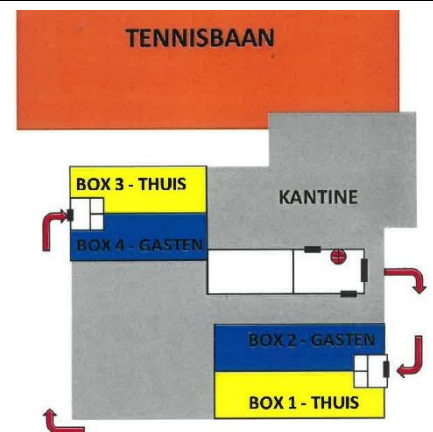 TENNISBAAN
BOX 3 - THUIS
KANTINE
BOX 4 - GASTEN
BOX 2 - GASTEN
BOX 1 - THUIS